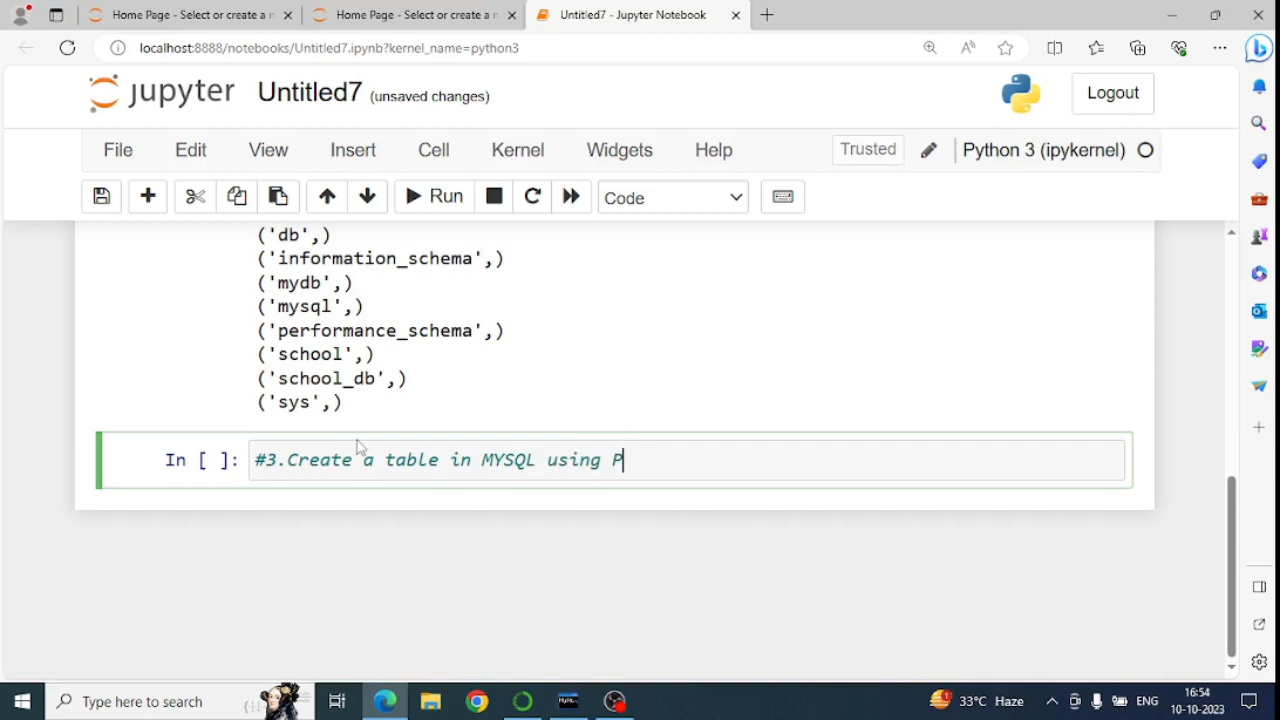 Home Page - Select or create a n
Home Page - Select or create a n
Untitled7 - Jupyter Notebook
localhost:8888/notebooks/Untitled7.ipynb?kernel_name=python3
jupyter Untitled7 (unsaved changes)
Logout
File Edit View Insert Cell Kernel Widgets Help
Trusted
Python 3 (ipykernel)
Run
Code
('db',)
('information_schema',)
('mydb',)
('mysql',)
('performance_schema',)
('school',)
('school_db',)
('sys',)
In [ ]: #3.Create a table in MYSQL using P
Type here to search
33°C Haze
ENG
16:54
10-10-2023